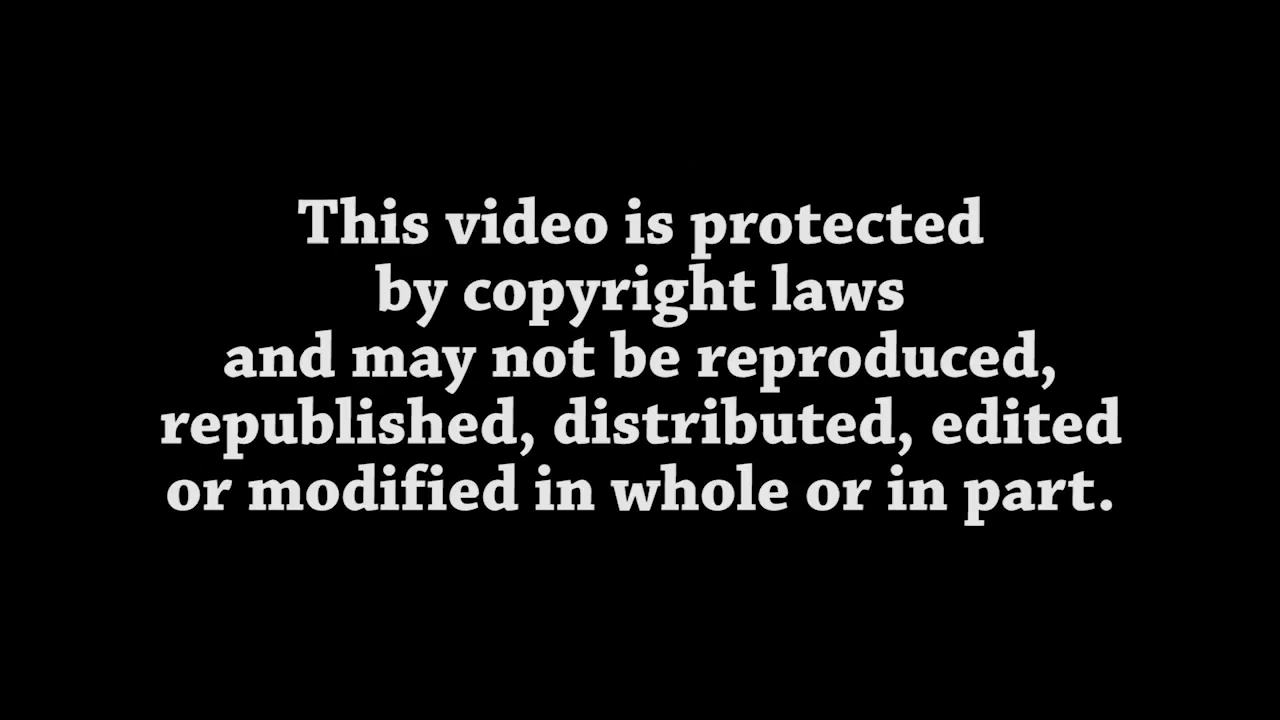 This video is protected
by copyright laws
and may not be reproduced,
republished, distributed, edited
or modified in whole or in part.